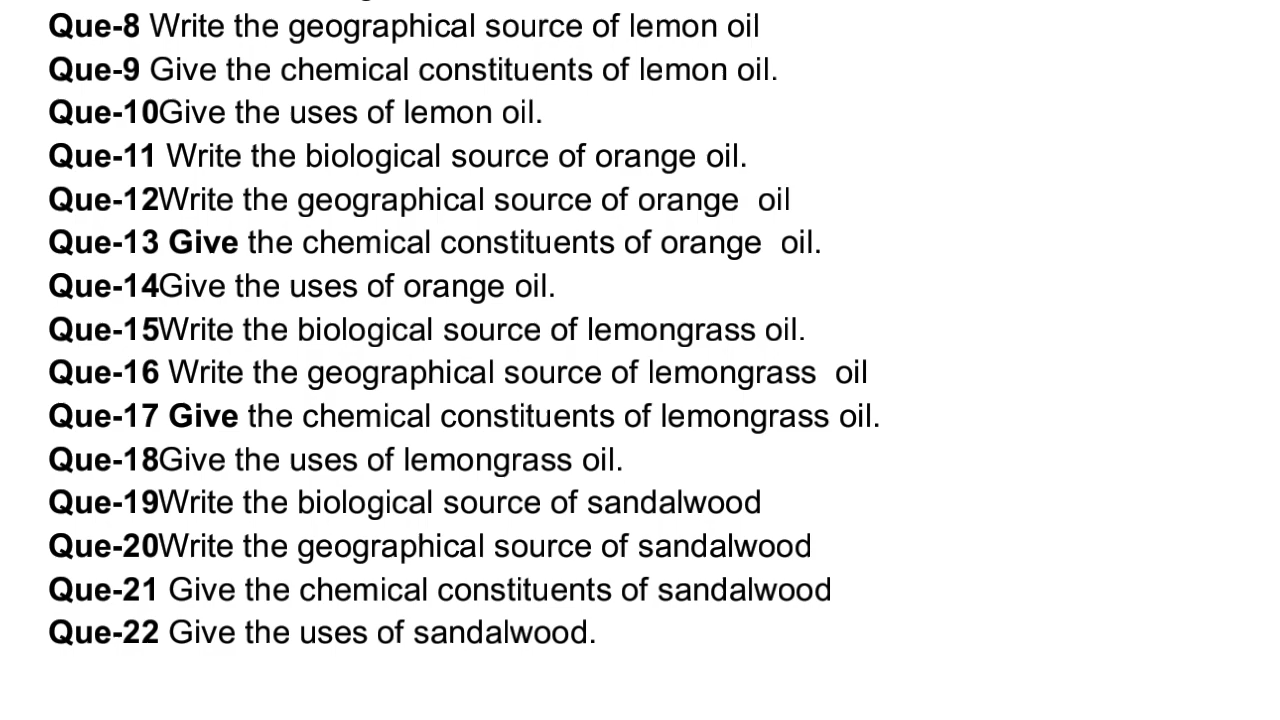 Que-8 Write the geographical source of lemon oil
Que-9 Give the chemical constituents of lemon oil.
Que-10Give the uses of lemon oil.
Que-11 Write the biological source of orange oil.
Que-12Write the geographical source of orange  oil
Que-13 Give the chemical constituents of orange  oil.
Que-14Give the uses of orange oil.
Que-15Write the biological source of lemongrass oil.
Que-16 Write the geographical source of lemongrass  oil
Que-17 Give the chemical constituents of lemongrass oil.
Que-18Give the uses of lemongrass oil.
Que-19Write the biological source of sandalwood
Que-20Write the geographical source of sandalwood
Que-21 Give the chemical constituents of sandalwood
Que-22 Give the uses of sandalwood.